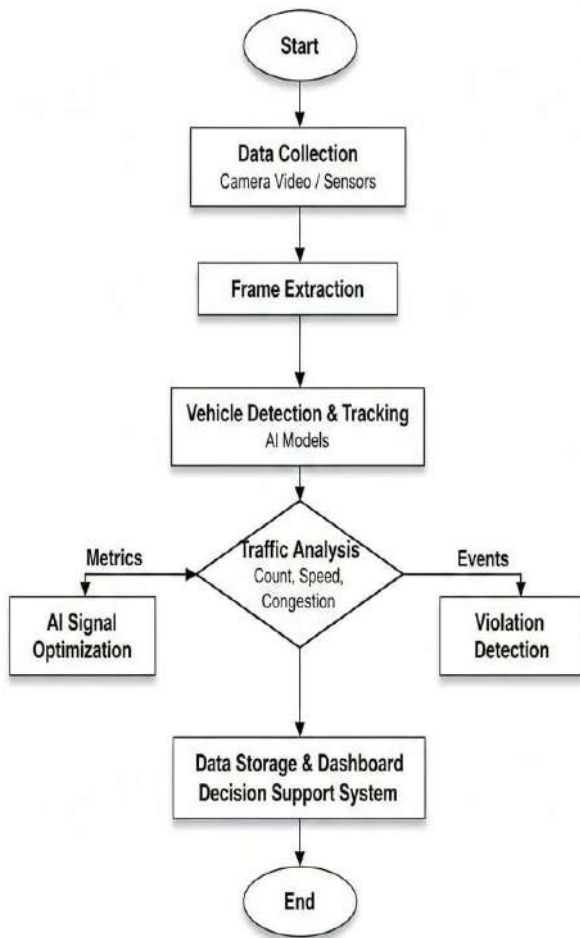 Start
Data Collection
Camera Video / Sensors
Frame Extraction
Vehicle Detection & Tracking
AI Models
Traffic Analysis
Count, Speed,
Congestion
Metrics
Events
AI Signal
Optimization
Violation
Detection
Data Storage & Dashboard
Decision Support System
End